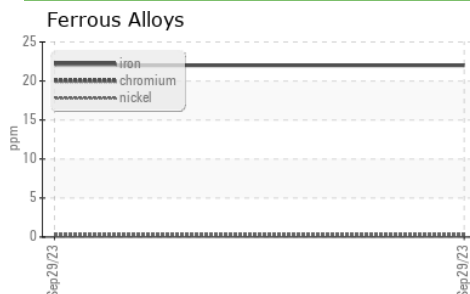 Ferrous Alloys
ppm
25
20
15
10
5
0
iron
chromium
nickel
Sep29/23
Sep29/23